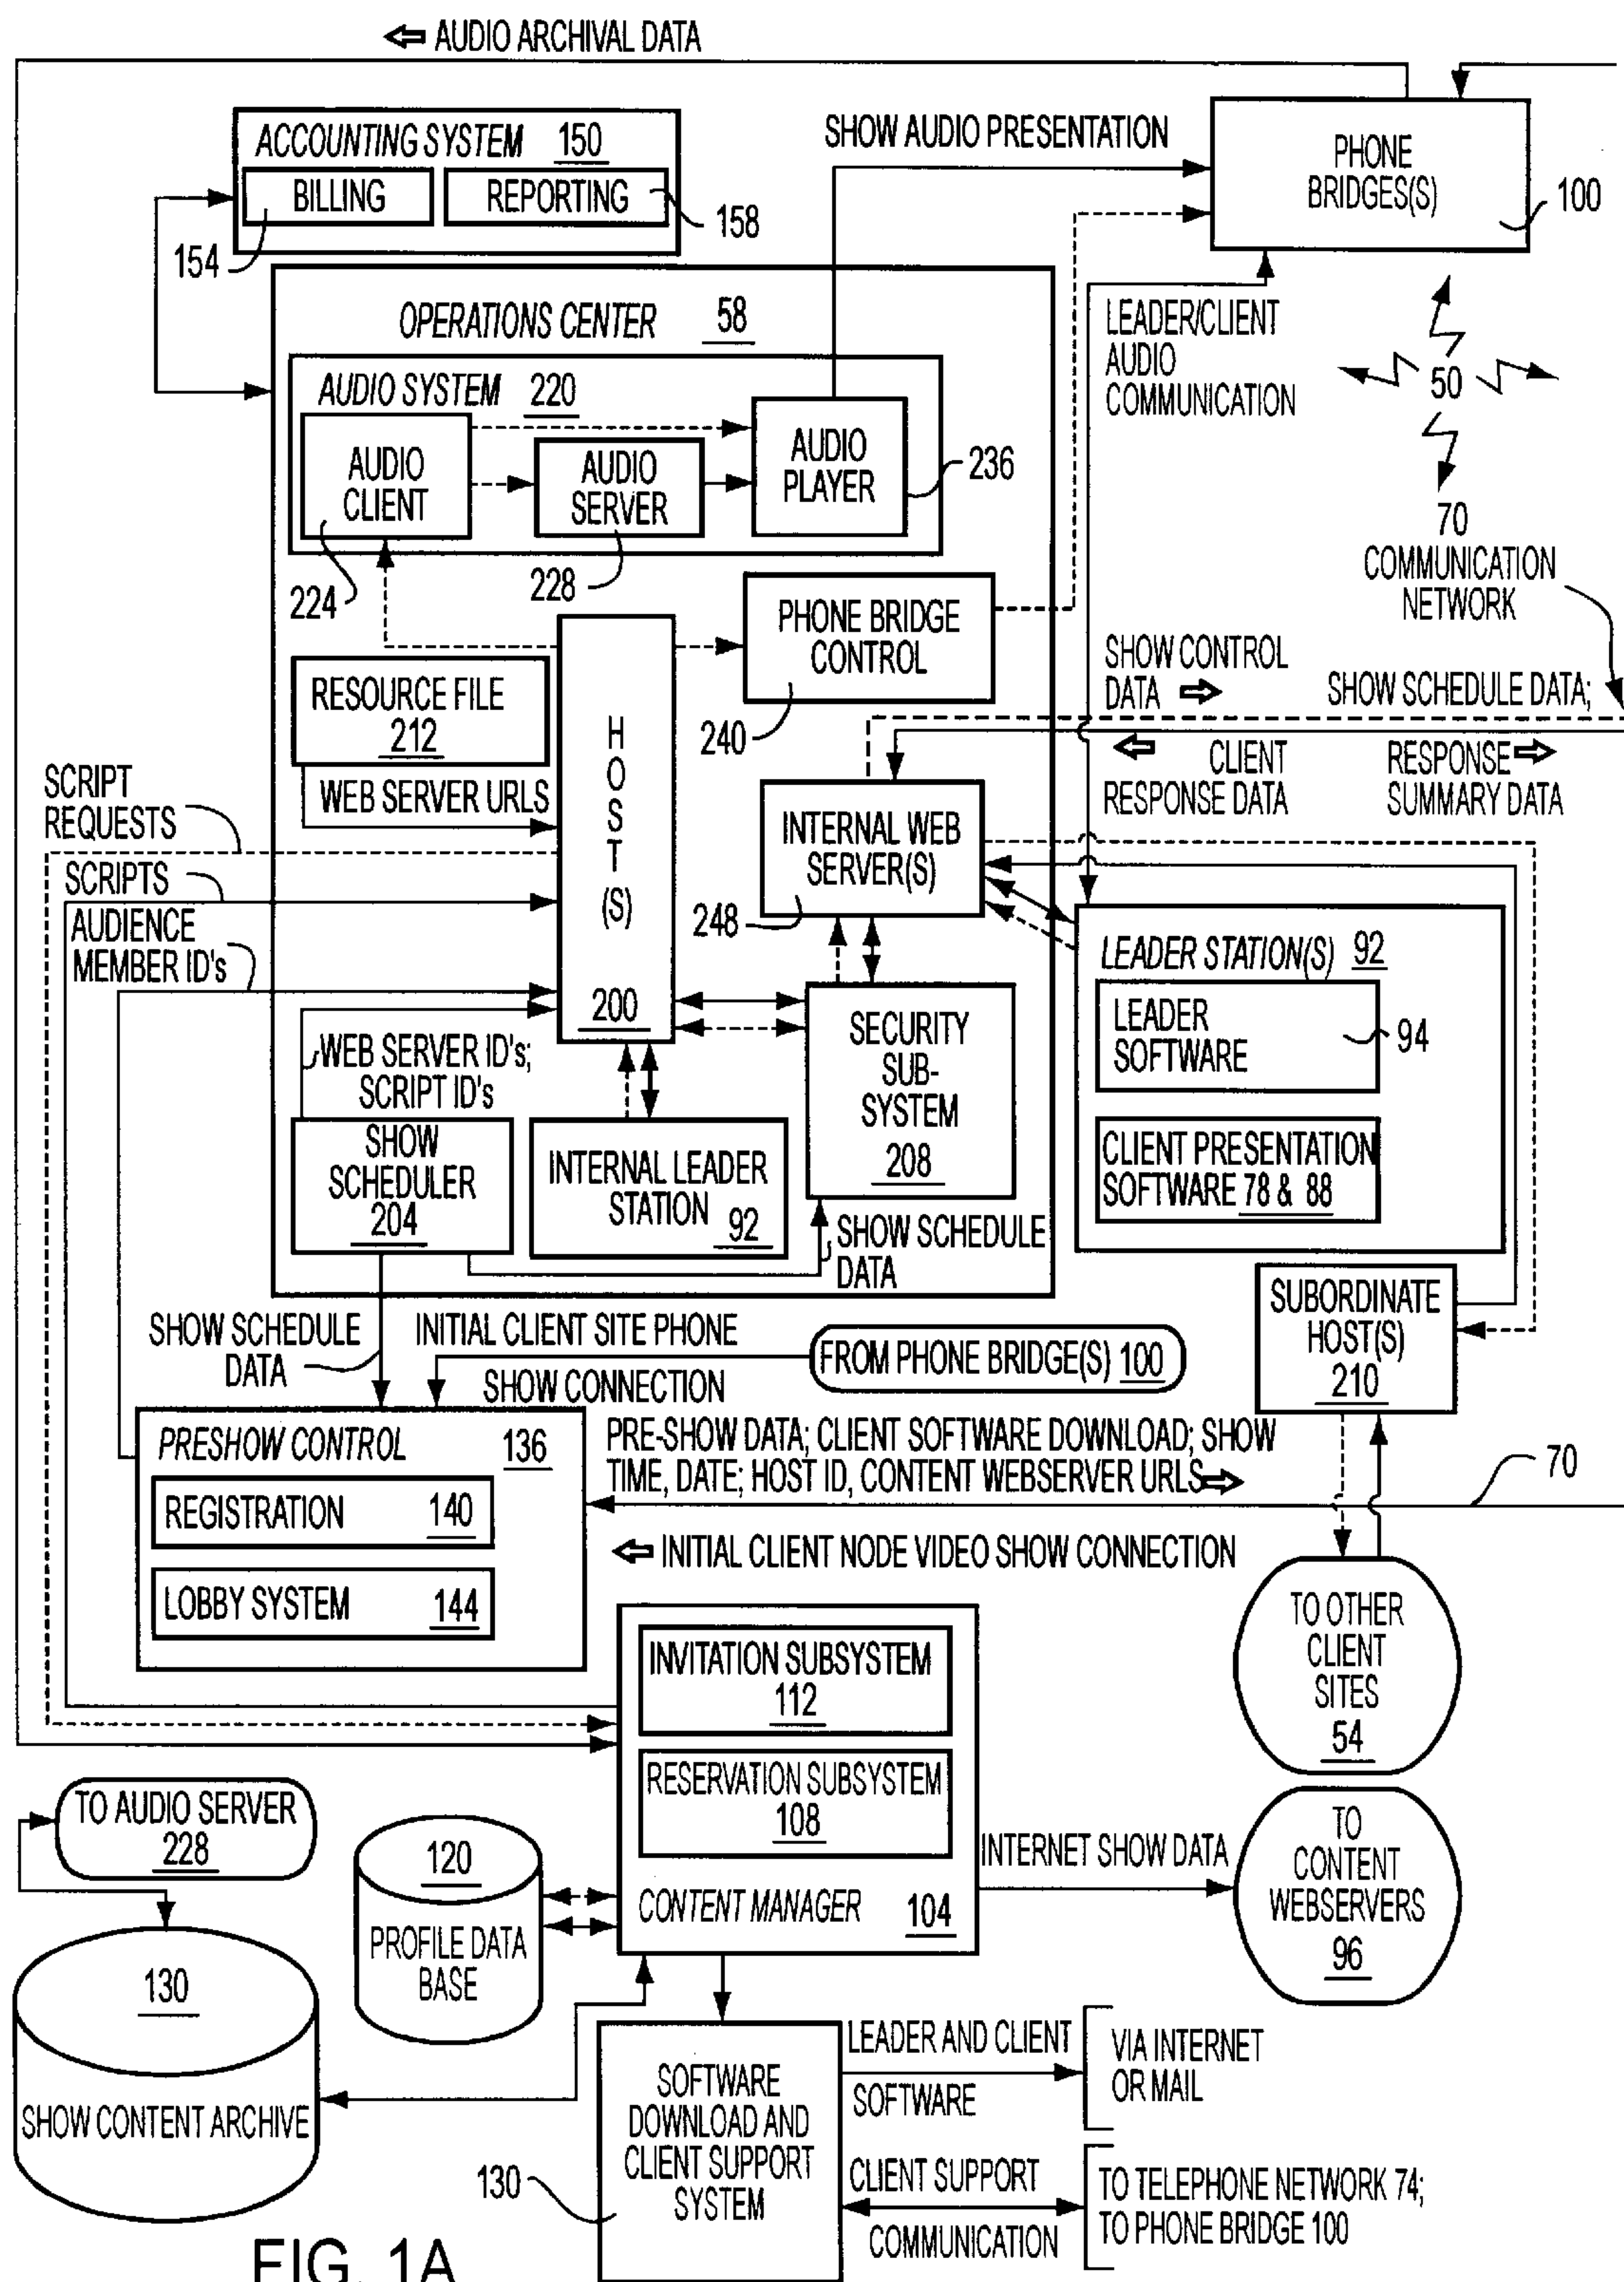 ⇦ AUDIO ARCHIVAL DATA
ACCOUNTING SYSTEM 150
BILLING
REPORTING
154
158
SHOW AUDIO PRESENTATION
PHONE
BRIDGES(S)
100
OPERATIONS CENTER 58
AUDIO SYSTEM 220
AUDIO
CLIENT
AUDIO
SERVER
AUDIO
PLAYER
236
224
228
LEADER/CLIENT
AUDIO
COMMUNICATION
50
70
COMMUNICATION
NETWORK
PHONE BRIDGE
CONTROL
240
RESOURCE FILE
212
WEB SERVER URLS
HOST(S)
200
SHOW CONTROL
DATA ⇨
SHOW SCHEDULE DATA;
⇦ CLIENT
RESPONSE DATA
RESPONSE ⇨
SUMMARY DATA
SCRIPT
REQUESTS
SCRIPTS
AUDIENCE
MEMBER ID's
INTERNAL WEB
SERVER(S)
248
LEADER STATION(S) 92
LEADER
SOFTWARE
94
CLIENT PRESENTATION
SOFTWARE 78 & 88
WEB SERVER ID's;
SCRIPT ID's
SECURITY
SUB-
SYSTEM
208
SHOW
SCHEDULER
204
INTERNAL LEADER
STATION 92
SHOW SCHEDULE
DATA
SUBORDINATE
HOST(S)
210
SHOW SCHEDULE
DATA
INITIAL CLIENT SITE PHONE
SHOW CONNECTION
FROM PHONE BRIDGE(S) 100
PRESHOW CONTROL 136
REGISTRATION 140
LOBBY SYSTEM 144
PRE-SHOW DATA; CLIENT SOFTWARE DOWNLOAD; SHOW
TIME, DATE; HOST ID, CONTENT WEBSERVER URLS ⇨
70
⇦ INITIAL CLIENT NODE VIDEO SHOW CONNECTION
TO OTHER
CLIENT
SITES
54
INVITATION SUBSYSTEM
112
RESERVATION SUBSYSTEM
108
CONTENT MANAGER 104
INTERNET SHOW DATA
TO
CONTENT
WEBSERVERS
96
TO AUDIO SERVER
228
120
PROFILE DATA
BASE
130
SHOW CONTENT ARCHIVE
SOFTWARE
DOWNLOAD AND
CLIENT SUPPORT
SYSTEM
130
LEADER AND CLIENT
SOFTWARE
VIA INTERNET
OR MAIL
CLIENT SUPPORT
COMMUNICATION
TO TELEPHONE NETWORK 74;
TO PHONE BRIDGE 100
FIG. 1A